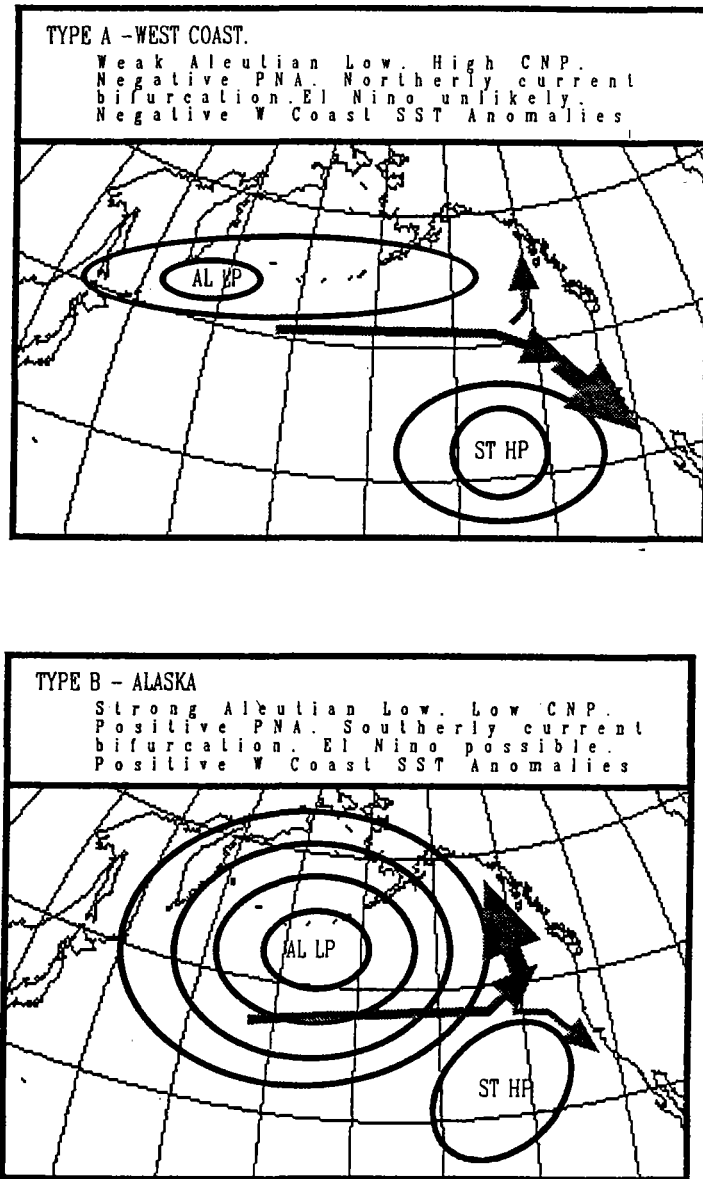 TYPE A -WEST COAST.
Weak Aleutian Low. High CNP.
Negative PNA. Northerly current
bifurcation.El Nino unlikely.
Negative W Coast SST Anomalies
AL LP
ST HP
TYPE B - ALASKA
Strong Aleutian Low. Low CNP.
Positive PNA. Southerly current
bifurcation. El Nino possible.
Positive W Coast SST Anomalies
AL LP
ST HP